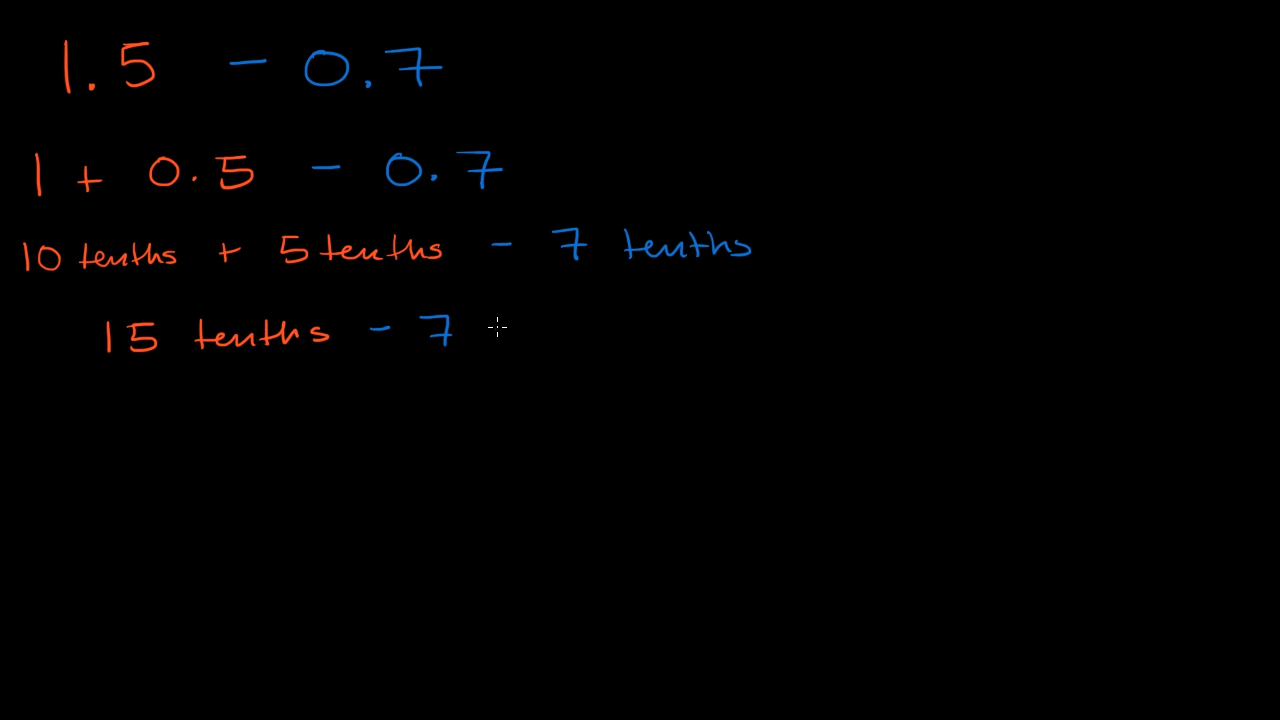 1.5 - 0.7
1 + 0.5 - 0.7
10 tenths + 5 tenths - 7 tenths
15 tenths - 7